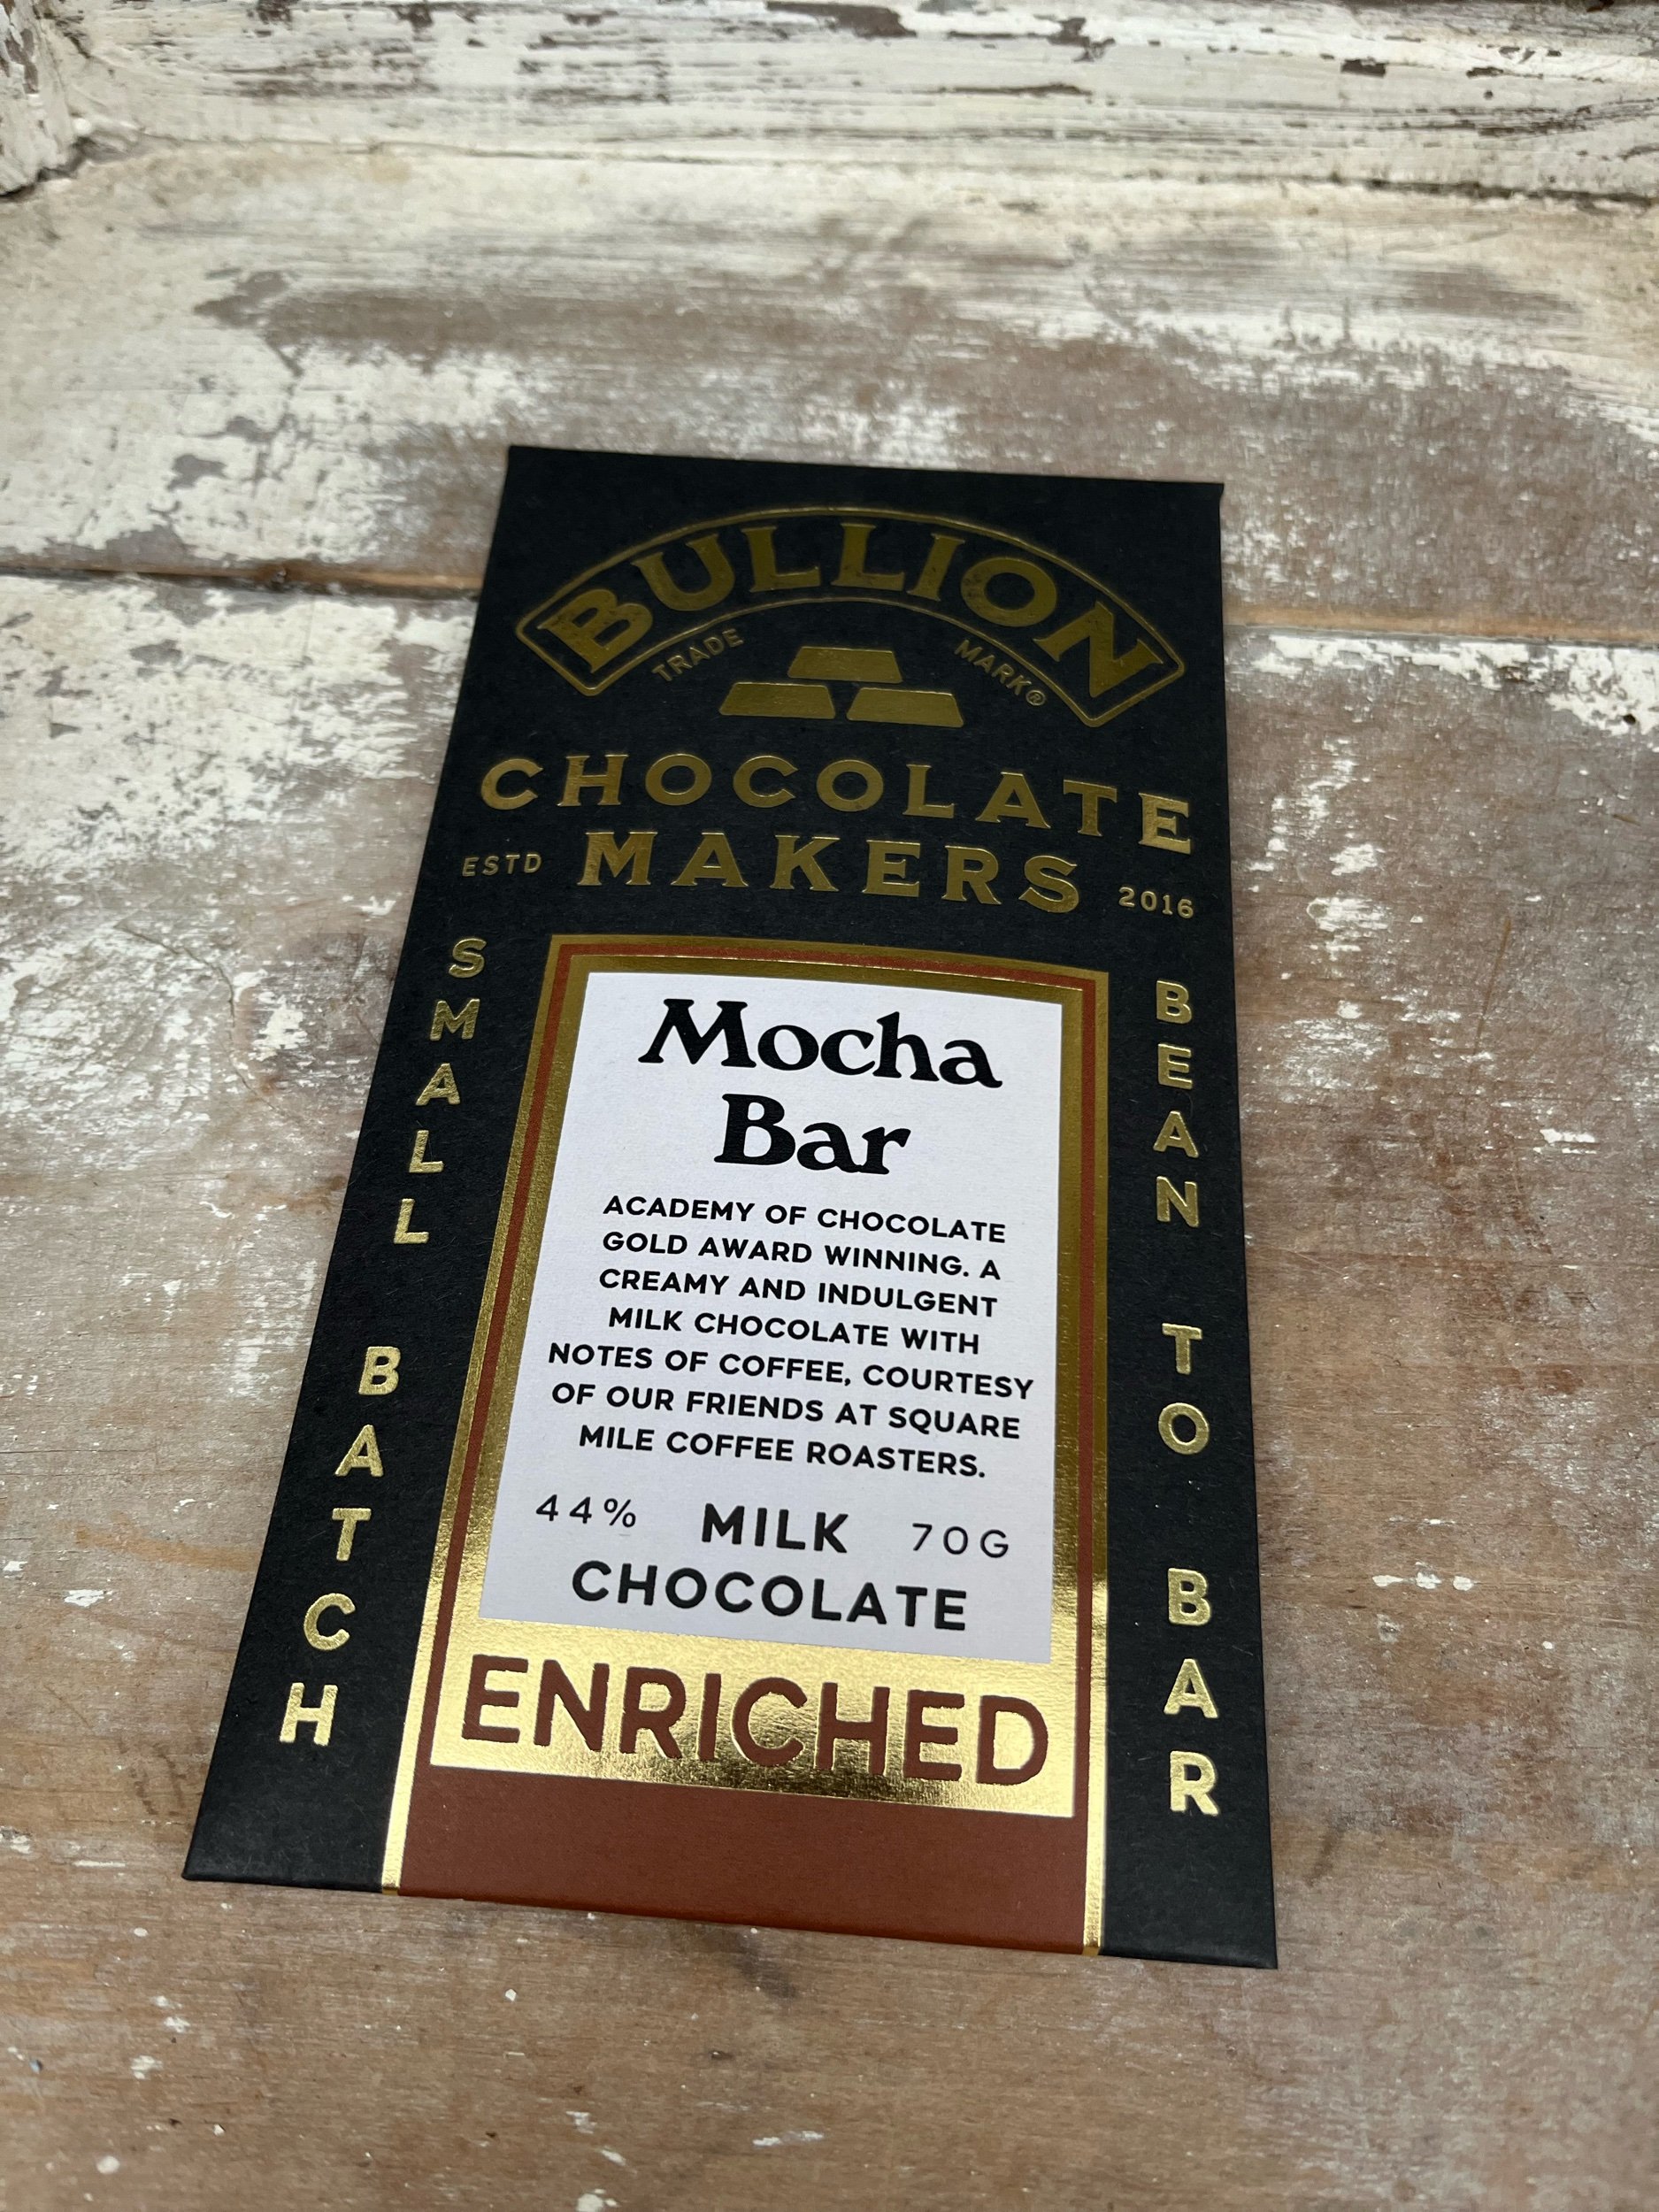 BULLION
TRADE MARK®
CHOCOLATE
ESTD MAKERS 2016
SMALL BATCH
BEAN TO BAR
Mocha
Bar
ACADEMY OF CHOCOLATE
GOLD AWARD WINNING. A
CREAMY AND INDULGENT
MILK CHOCOLATE WITH
NOTES OF COFFEE, COURTESY
OF OUR FRIENDS AT SQUARE
MILE COFFEE ROASTERS.
44% MILK 70G
CHOCOLATE
ENRICHED